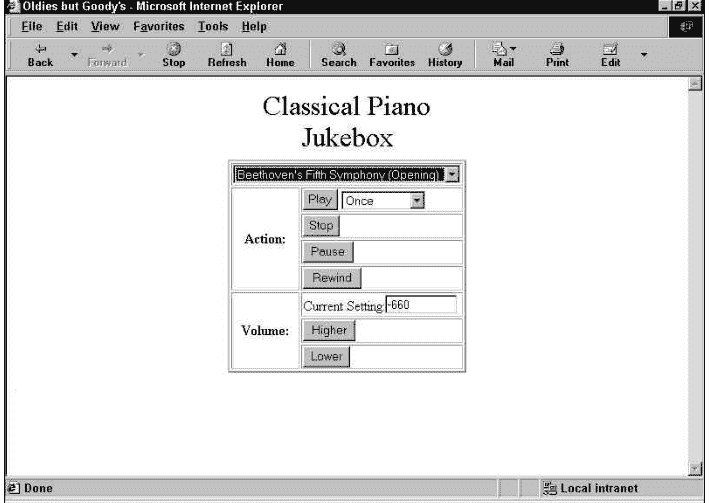 Oldies but Goody's - Microsoft Internet Explorer
File Edit View Favorites Tools Help
Back Forward Stop Refresh Home Search Favorites History Mail Print Edit
Classical Piano
Jukebox
Beethoven's Fifth Symphony (Opening)
Action:
Play Once
Stop
Pause
Rewind
Volume:
Current Setting: -660
Higher
Lower
Done Local intranet